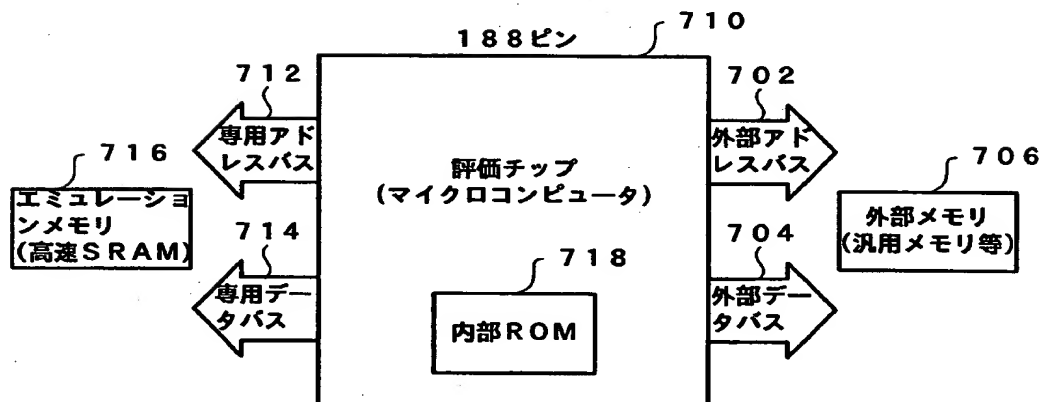 ７１０
１８８ピン
７１２
専用アド
レスバス
７０２
外部アド
レスバス
７１６
エミュレーショ
ンメモリ
(高速ＳＲＡＭ)
評価チップ
(マイクロコンピュータ)
７０６
外部メモリ
(汎用メモリ等)
７１４
専用デー
タバス
７１８
内部ＲＯＭ
７０４
外部デー
タバス